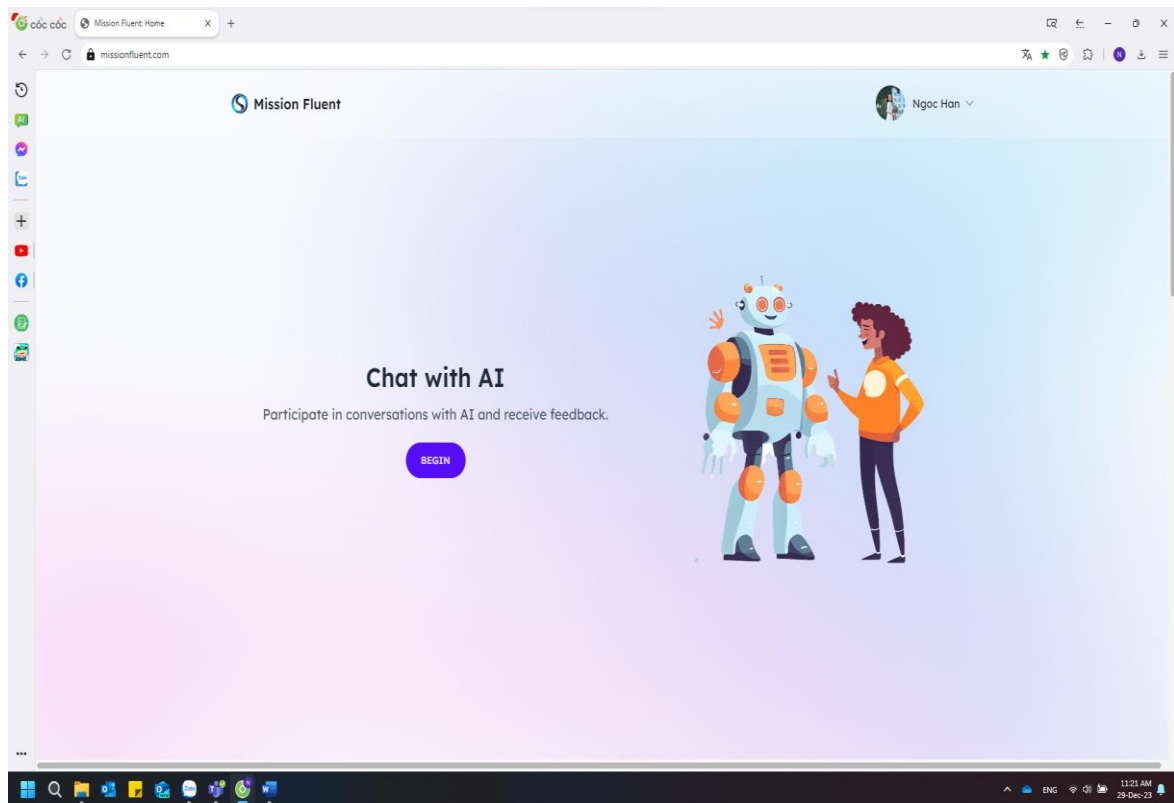 cốc cốc Mission Fluent: Home
missionfluent.com
Mission Fluent
Ngoc Han
Chat with AI
Participate in conversations with AI and receive feedback.
BEGIN
ENG
11:21 AM
29-Dec-23